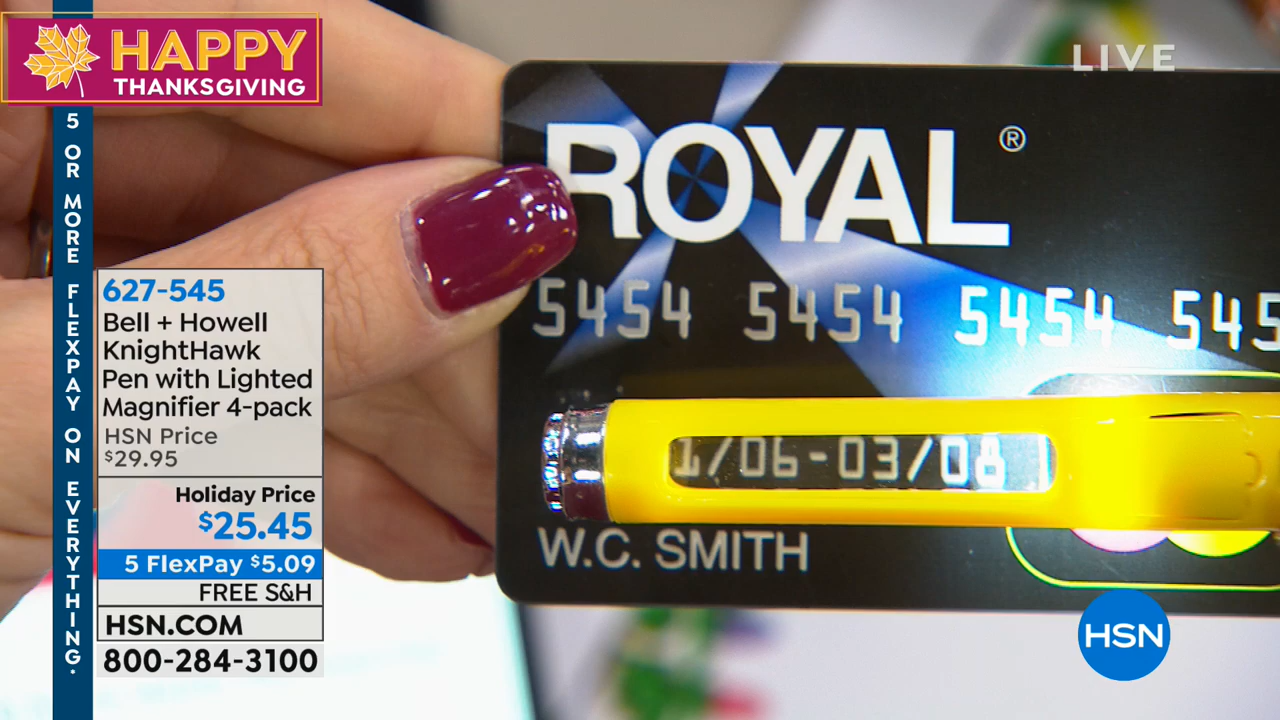 HAPPY
THANKSGIVING
LIVE
5 OR MORE FLEXPAY ON EVERYTHING.*
627-545
Bell + Howell
KnightHawk
Pen with Lighted
Magnifier 4-pack
HSN Price
$29.95
Holiday Price
$25.45
5 FlexPay $5.09
FREE S&H
HSN.COM
800-284-3100
ROYAL®
5454 5454 5454 545
1/06-03/08
W.C. SMITH
HSN